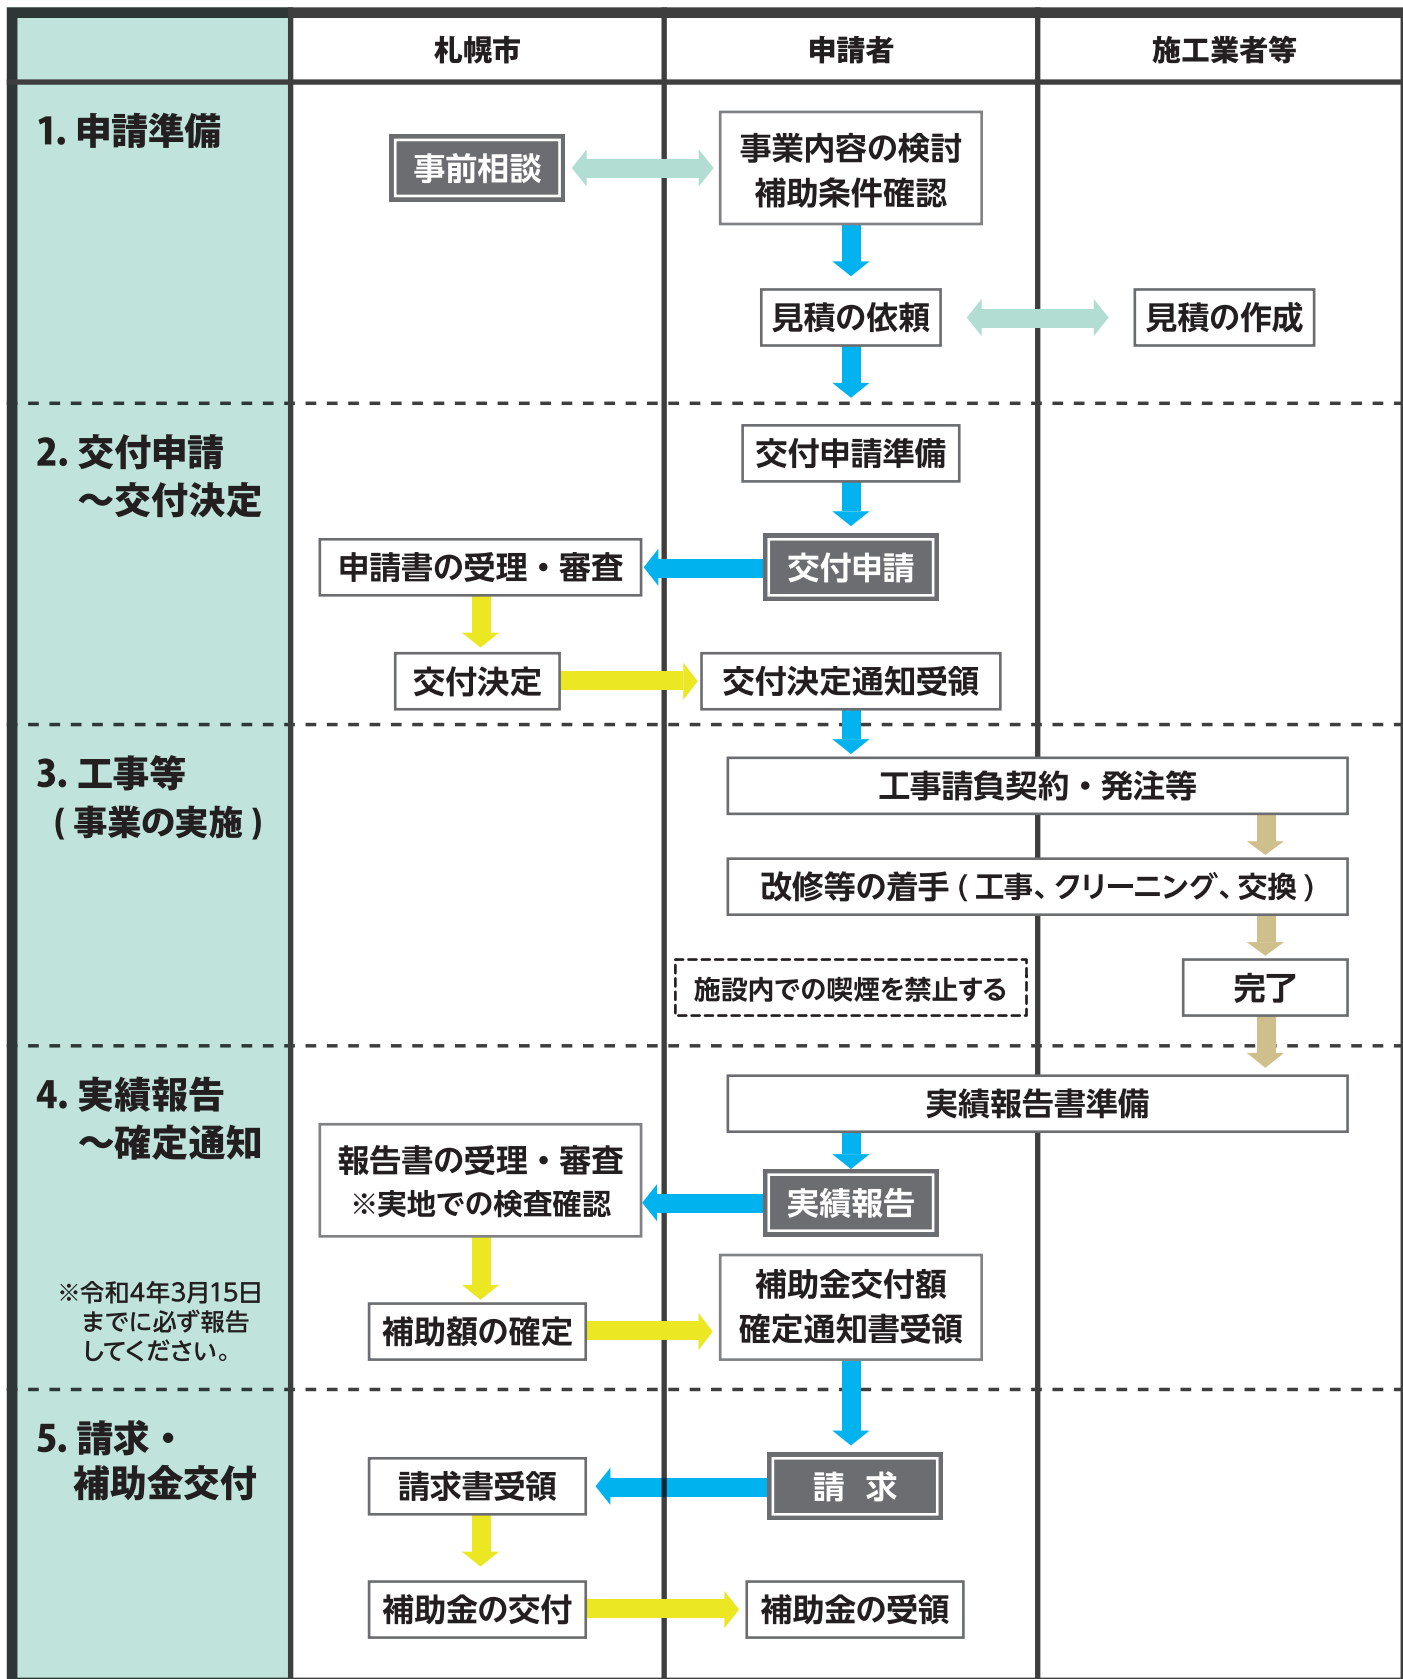 札幌市
申請者
施工業者等
1. 申請準備
事前相談
事業内容の検討
補助条件確認
見積の依頼
見積の作成
2. 交付申請
～交付決定
交付申請準備
交付申請
申請書の受理・審査
交付決定
交付決定通知受領
3. 工事等
( 事業の実施 )
工事請負契約・発注等
改修等の着手 ( 工事、クリーニング、交換 )
施設内での喫煙を禁止する
完了
4. 実績報告
～確定通知
※令和4年3月15日
までに必ず報告
してください。
実績報告書準備
実績報告
報告書の受理・審査
※実地での検査確認
補助額の確定
補助金交付額
確定通知書受領
5. 請求・
補助金交付
請 求
請求書受領
補助金の交付
補助金の受領